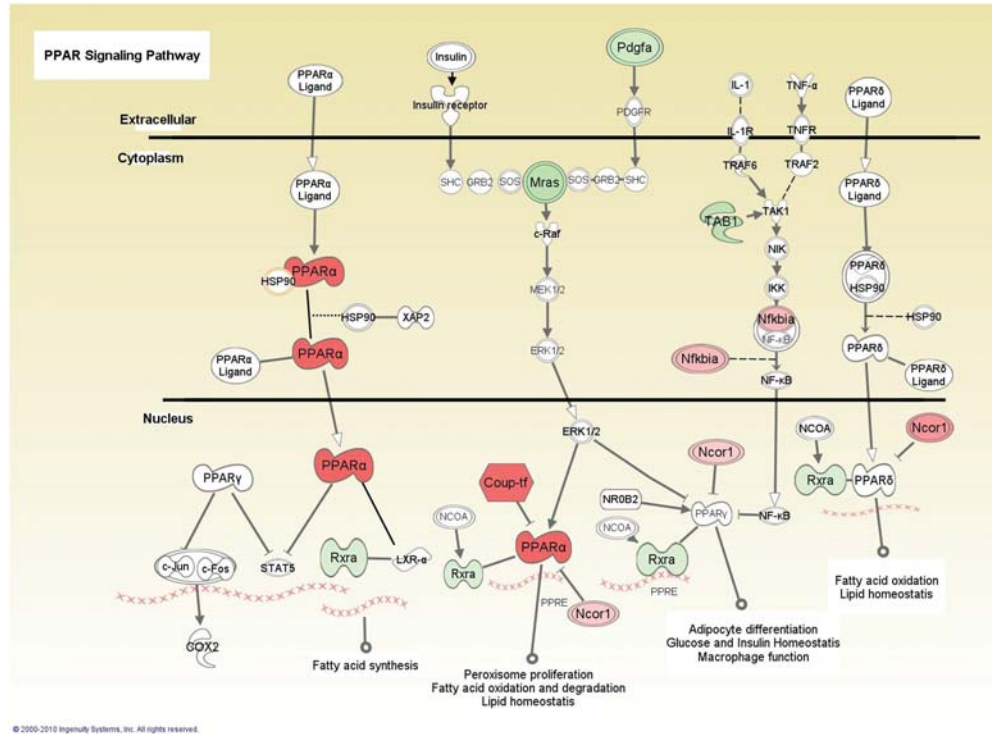 PPAR Signaling Pathway
Insulin
Pdgfa
PPARα
Ligand
Insulin receptor
PDGFR
IL-1
TNF-α
PPARδ
Ligand
Extracellular
IL-1R
TNFR
Cytoplasm
TRAF6
TRAF2
PPARα
Ligand
SHC
GRB2
SOS
Mras
SOS
GRB2
SHC
PPARδ
Ligand
TAB1
TAK1
c-Raf
NIK
HSP90
PPARα
MEK1/2
IKK
PPARδ
HSP90
HSP90
XAP2
Nfkbia
NF-κB
HSP90
PPARα
Ligand
PPARα
ERK1/2
Nfkbia
NF-κB
PPARδ
PPARδ
Ligand
Nucleus
ERK1/2
NCOA
Ncor1
PPARγ
PPARα
Coup-tf
Ncor1
Rxra
PPARδ
NR0B2
PPARγ
NF-κB
NCOA
NCOA
c-Jun
c-Fos
STAT5
Rxra
LXR-α
Rxra
PPARα
Rxra
PPRE
PPRE
Ncor1
COX2
Fatty acid synthesis
Peroxisome proliferation
Fatty acid oxidation and degradation
Lipid homeostatis
Adipocyte differentiation
Glucose and Insulin Homeostatis
Macrophage function
Fatty acid oxidation
Lipid homeostatis
© 2000-2010 Ingenuity Systems, Inc. All rights reserved.